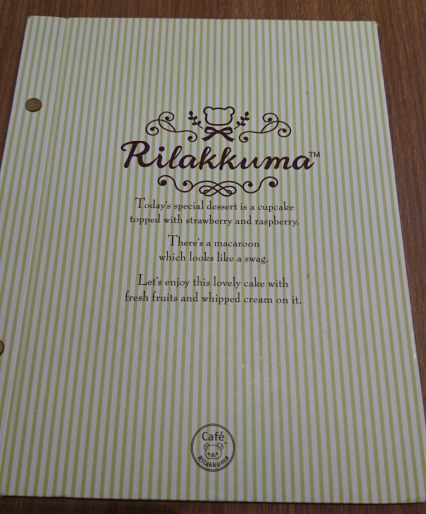 Rilakkuma™
Today's special dessert is a cupcake
topped with strawberry and raspberry.
There's a macaroon
which looks like a swag.
Let's enjoy this lovely cake with
fresh fruits and whipped cream on it.
Café
Rilakkuma